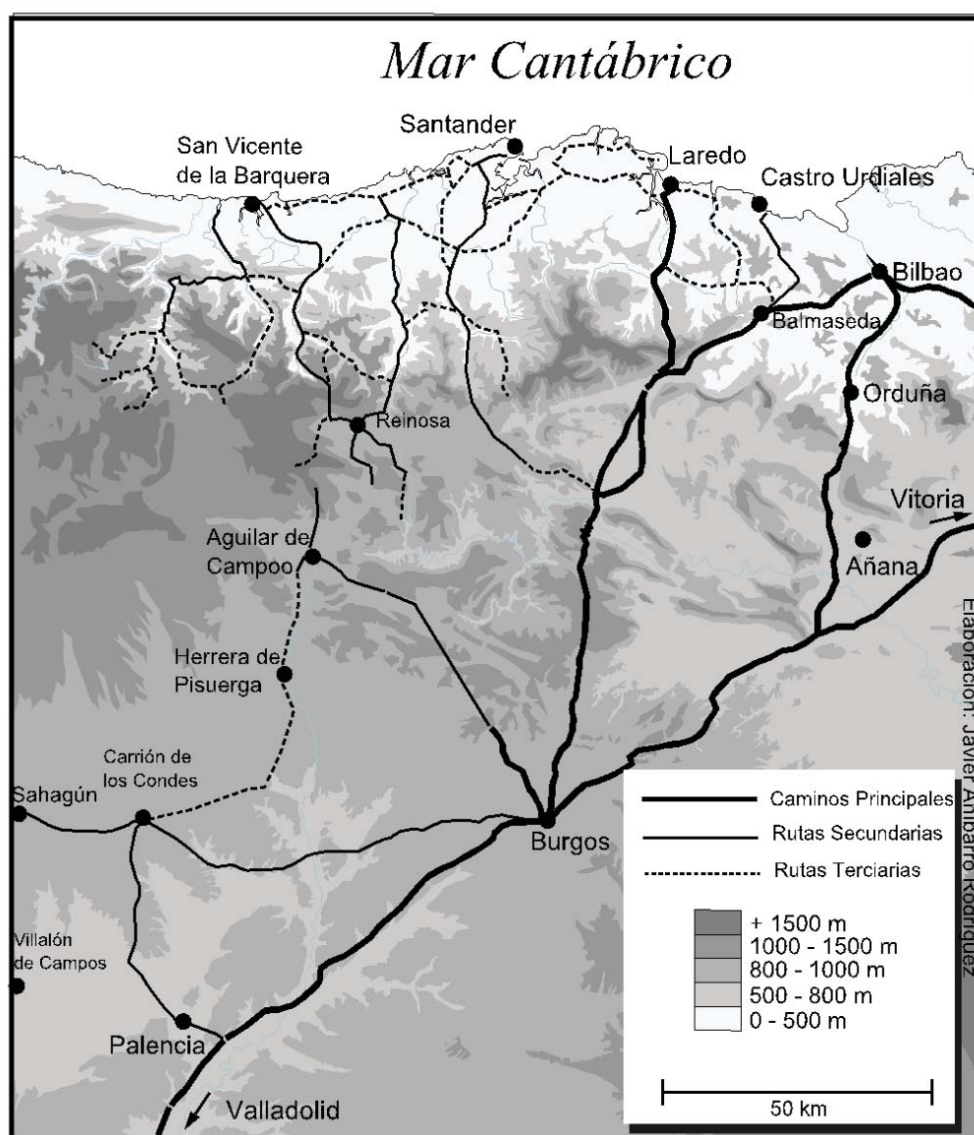 Mar Cantábrico
Santander
San Vicente
de la Barquera
Laredo
Castro Urdiales
Bilbao
Balmaseda
Orduña
Reinosa
Vitoria
Aguilar de
Campoo
Añana
Herrera de
Pisuerga
Carrión de
los Condes
Sahagún
Burgos
Villalón
de Campos
Palencia
Valladolid
Caminos Principales
Rutas Secundarias
Rutas Terciarias
+ 1500 m
1000 - 1500 m
800 - 1000 m
500 - 800 m
0 - 500 m
50 km
Elaboración: Javier Añíbarro Rodríguez